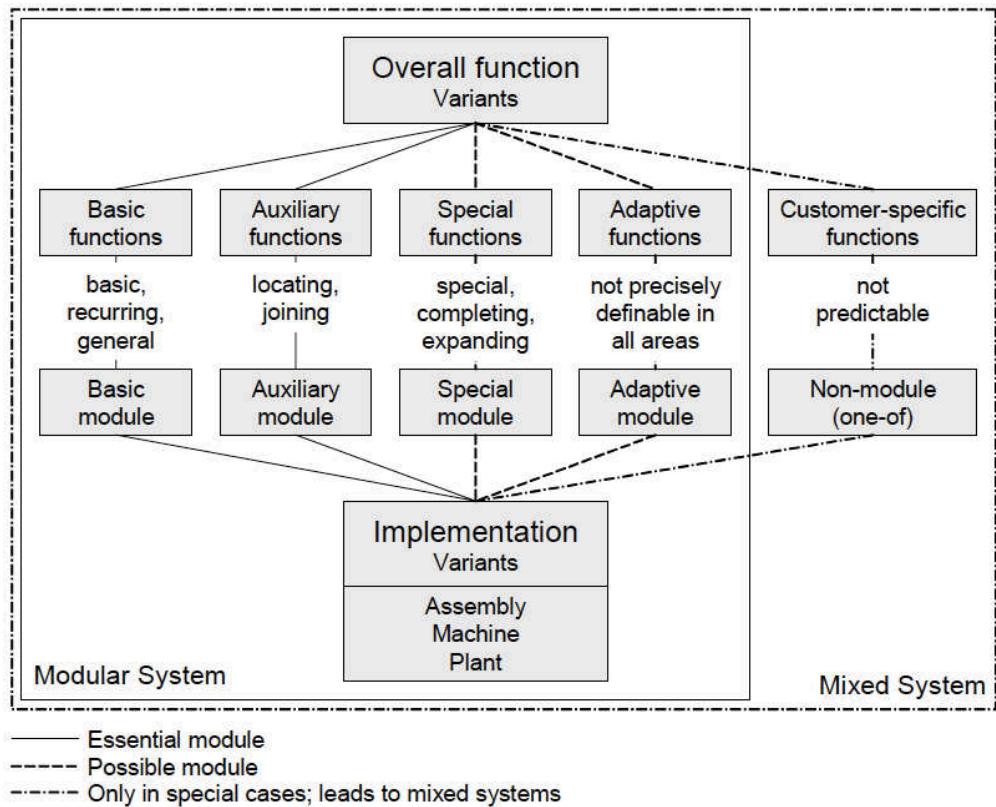 Overall function
Variants
Basic
functions
Auxiliary
functions
Special
functions
Adaptive
functions
Customer-specific
functions
basic,
recurring,
general
locating,
joining
special,
completing,
expanding
not precisely
definable in
all areas
not
predictable
Basic
module
Auxiliary
module
Special
module
Adaptive
module
Non-module
(one-of)
Implementation
Variants
Assembly
Machine
Plant
Modular System
Mixed System
Essential module
Possible module
Only in special cases; leads to mixed systems